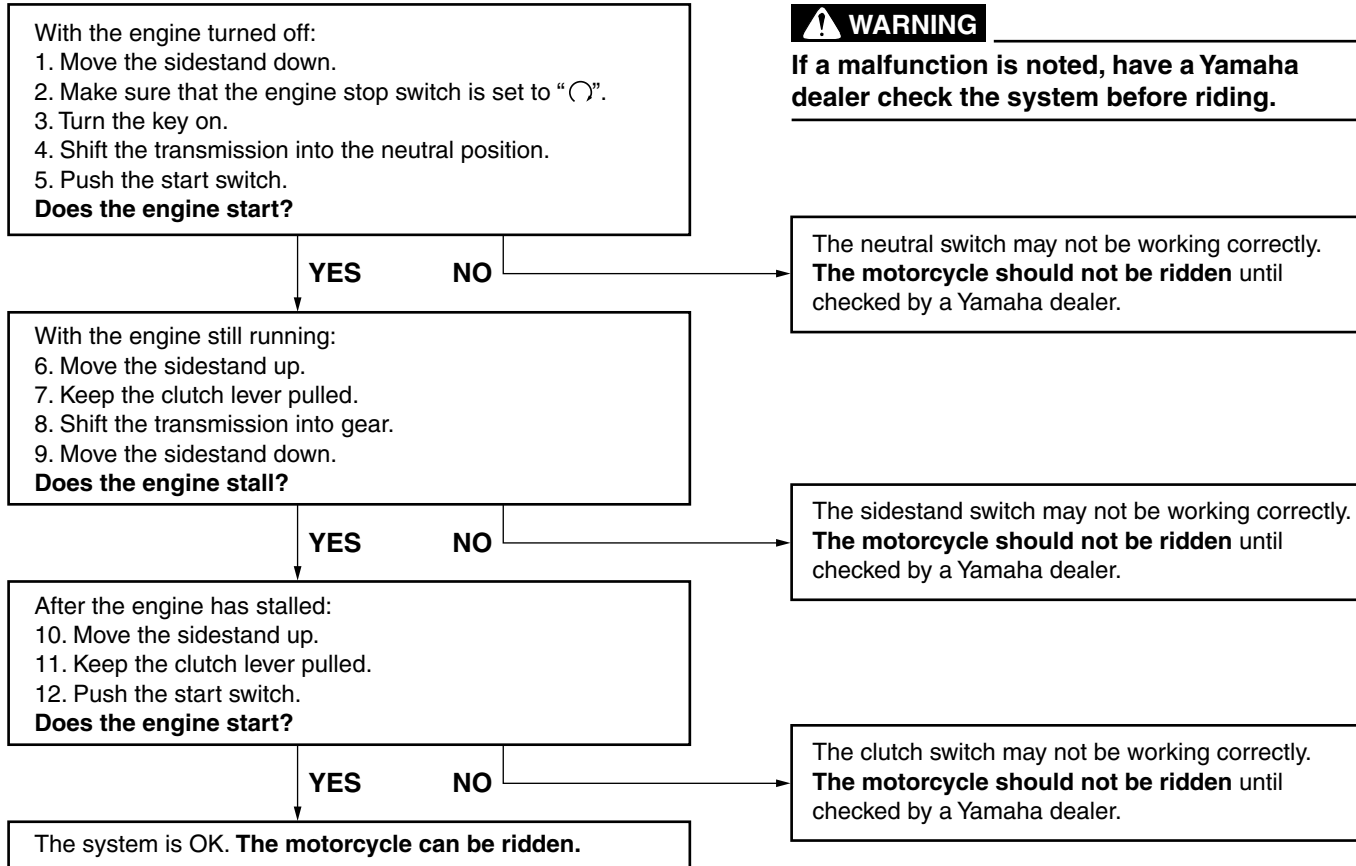 With the engine turned off:
1. Move the sidestand down.
2. Make sure that the engine stop switch is set to “○”.
3. Turn the key on.
4. Shift the transmission into the neutral position.
5. Push the start switch.
Does the engine start?
WARNING
If a malfunction is noted, have a Yamaha
dealer check the system before riding.
YES NO
The neutral switch may not be working correctly.
The motorcycle should not be ridden until
checked by a Yamaha dealer.
With the engine still running:
6. Move the sidestand up.
7. Keep the clutch lever pulled.
8. Shift the transmission into gear.
9. Move the sidestand down.
Does the engine stall?
YES NO
The sidestand switch may not be working correctly.
The motorcycle should not be ridden until
checked by a Yamaha dealer.
After the engine has stalled:
10. Move the sidestand up.
11. Keep the clutch lever pulled.
12. Push the start switch.
Does the engine start?
YES NO
The clutch switch may not be working correctly.
The motorcycle should not be ridden until
checked by a Yamaha dealer.
The system is OK. The motorcycle can be ridden.